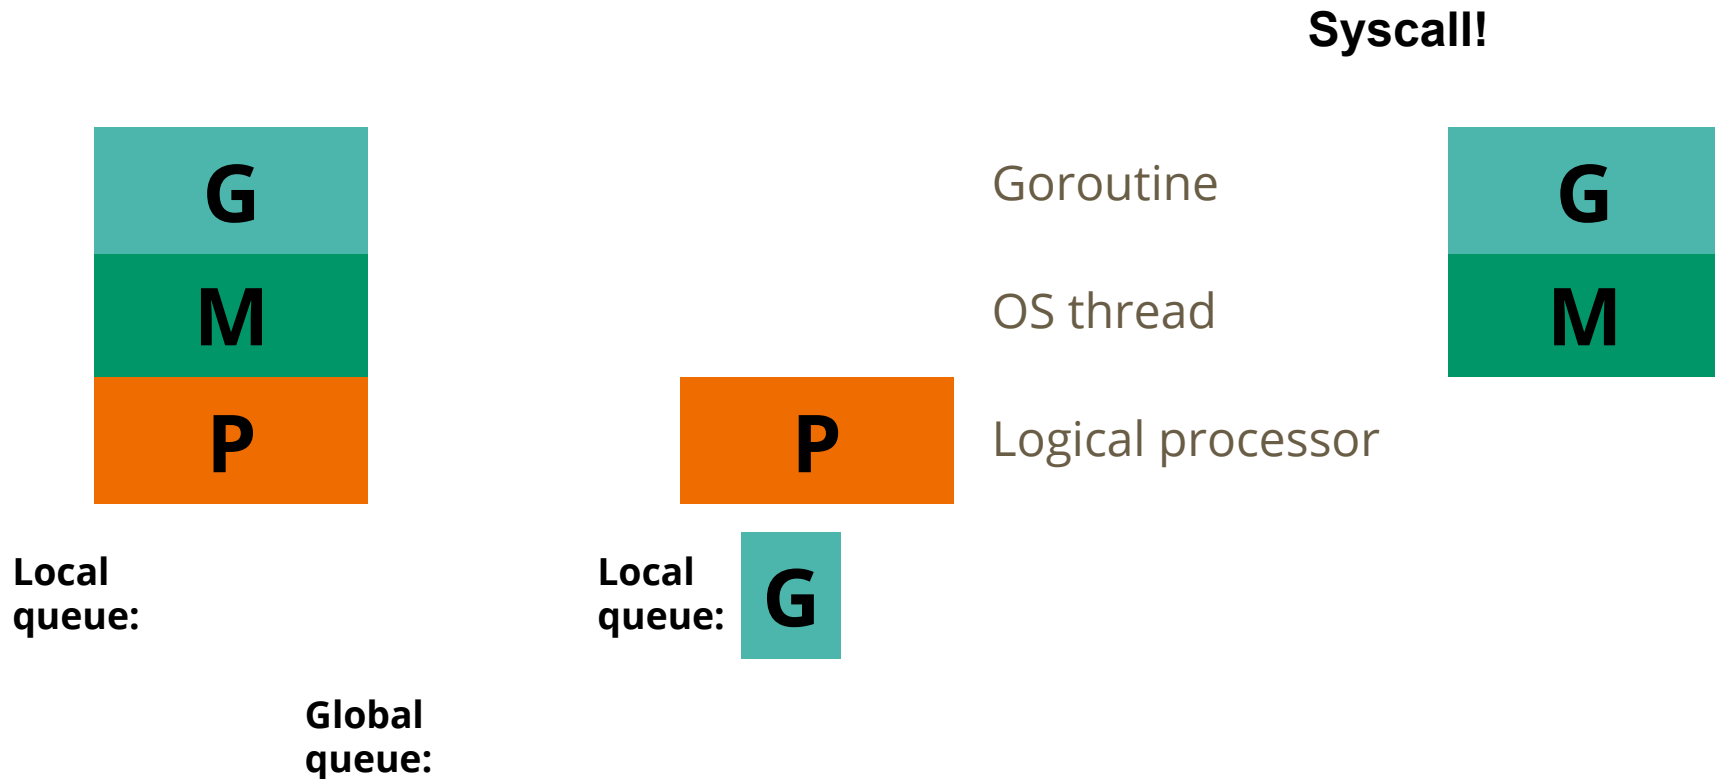 Syscall!
G
Goroutine
G
M
OS thread
M
P
P
Logical processor
Local
queue:
Local
queue:
G
Global
queue: